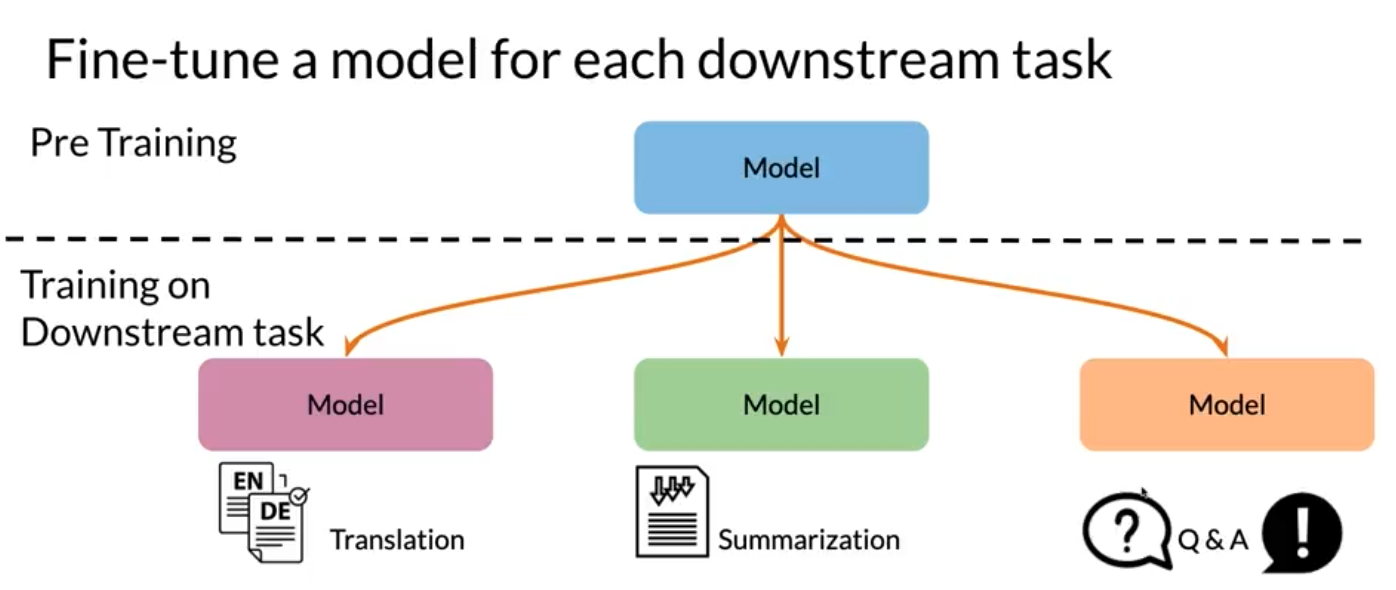 Fine-tune a model for each downstream task
Pre Training
Model
Training on
Downstream task
Model
Model
Model
EN
DE
Translation
Summarization
?
Q & A
!